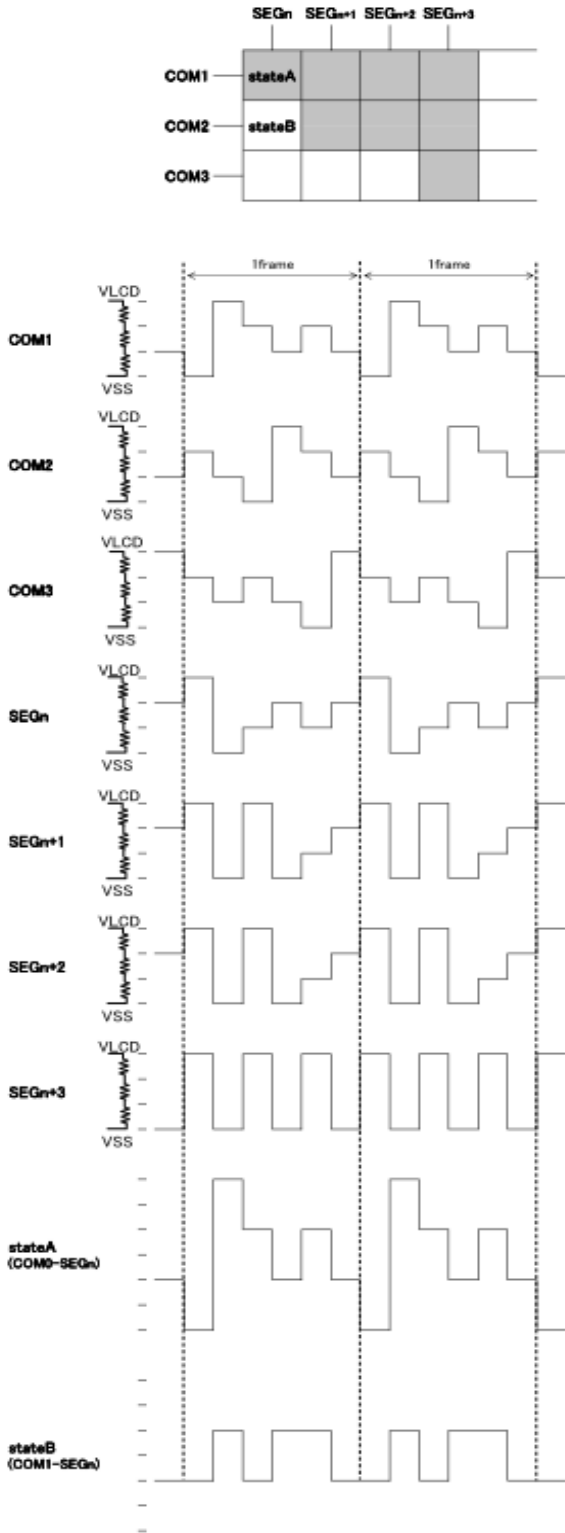 SEGn SEGn+1 SEGn+2 SEGn+3
COM1 stateA
COM2 stateB
COM3
1frame 1frame
VLCD
COM1
VSS
VLCD
COM2
VSS
VLCD
COM3
VSS
VLCD
SEGn
VSS
VLCD
SEGn+1
VSS
VLCD
SEGn+2
VSS
VLCD
SEGn+3
VSS
stateA
(COM0-SEGn)
stateB
(COM1-SEGn)